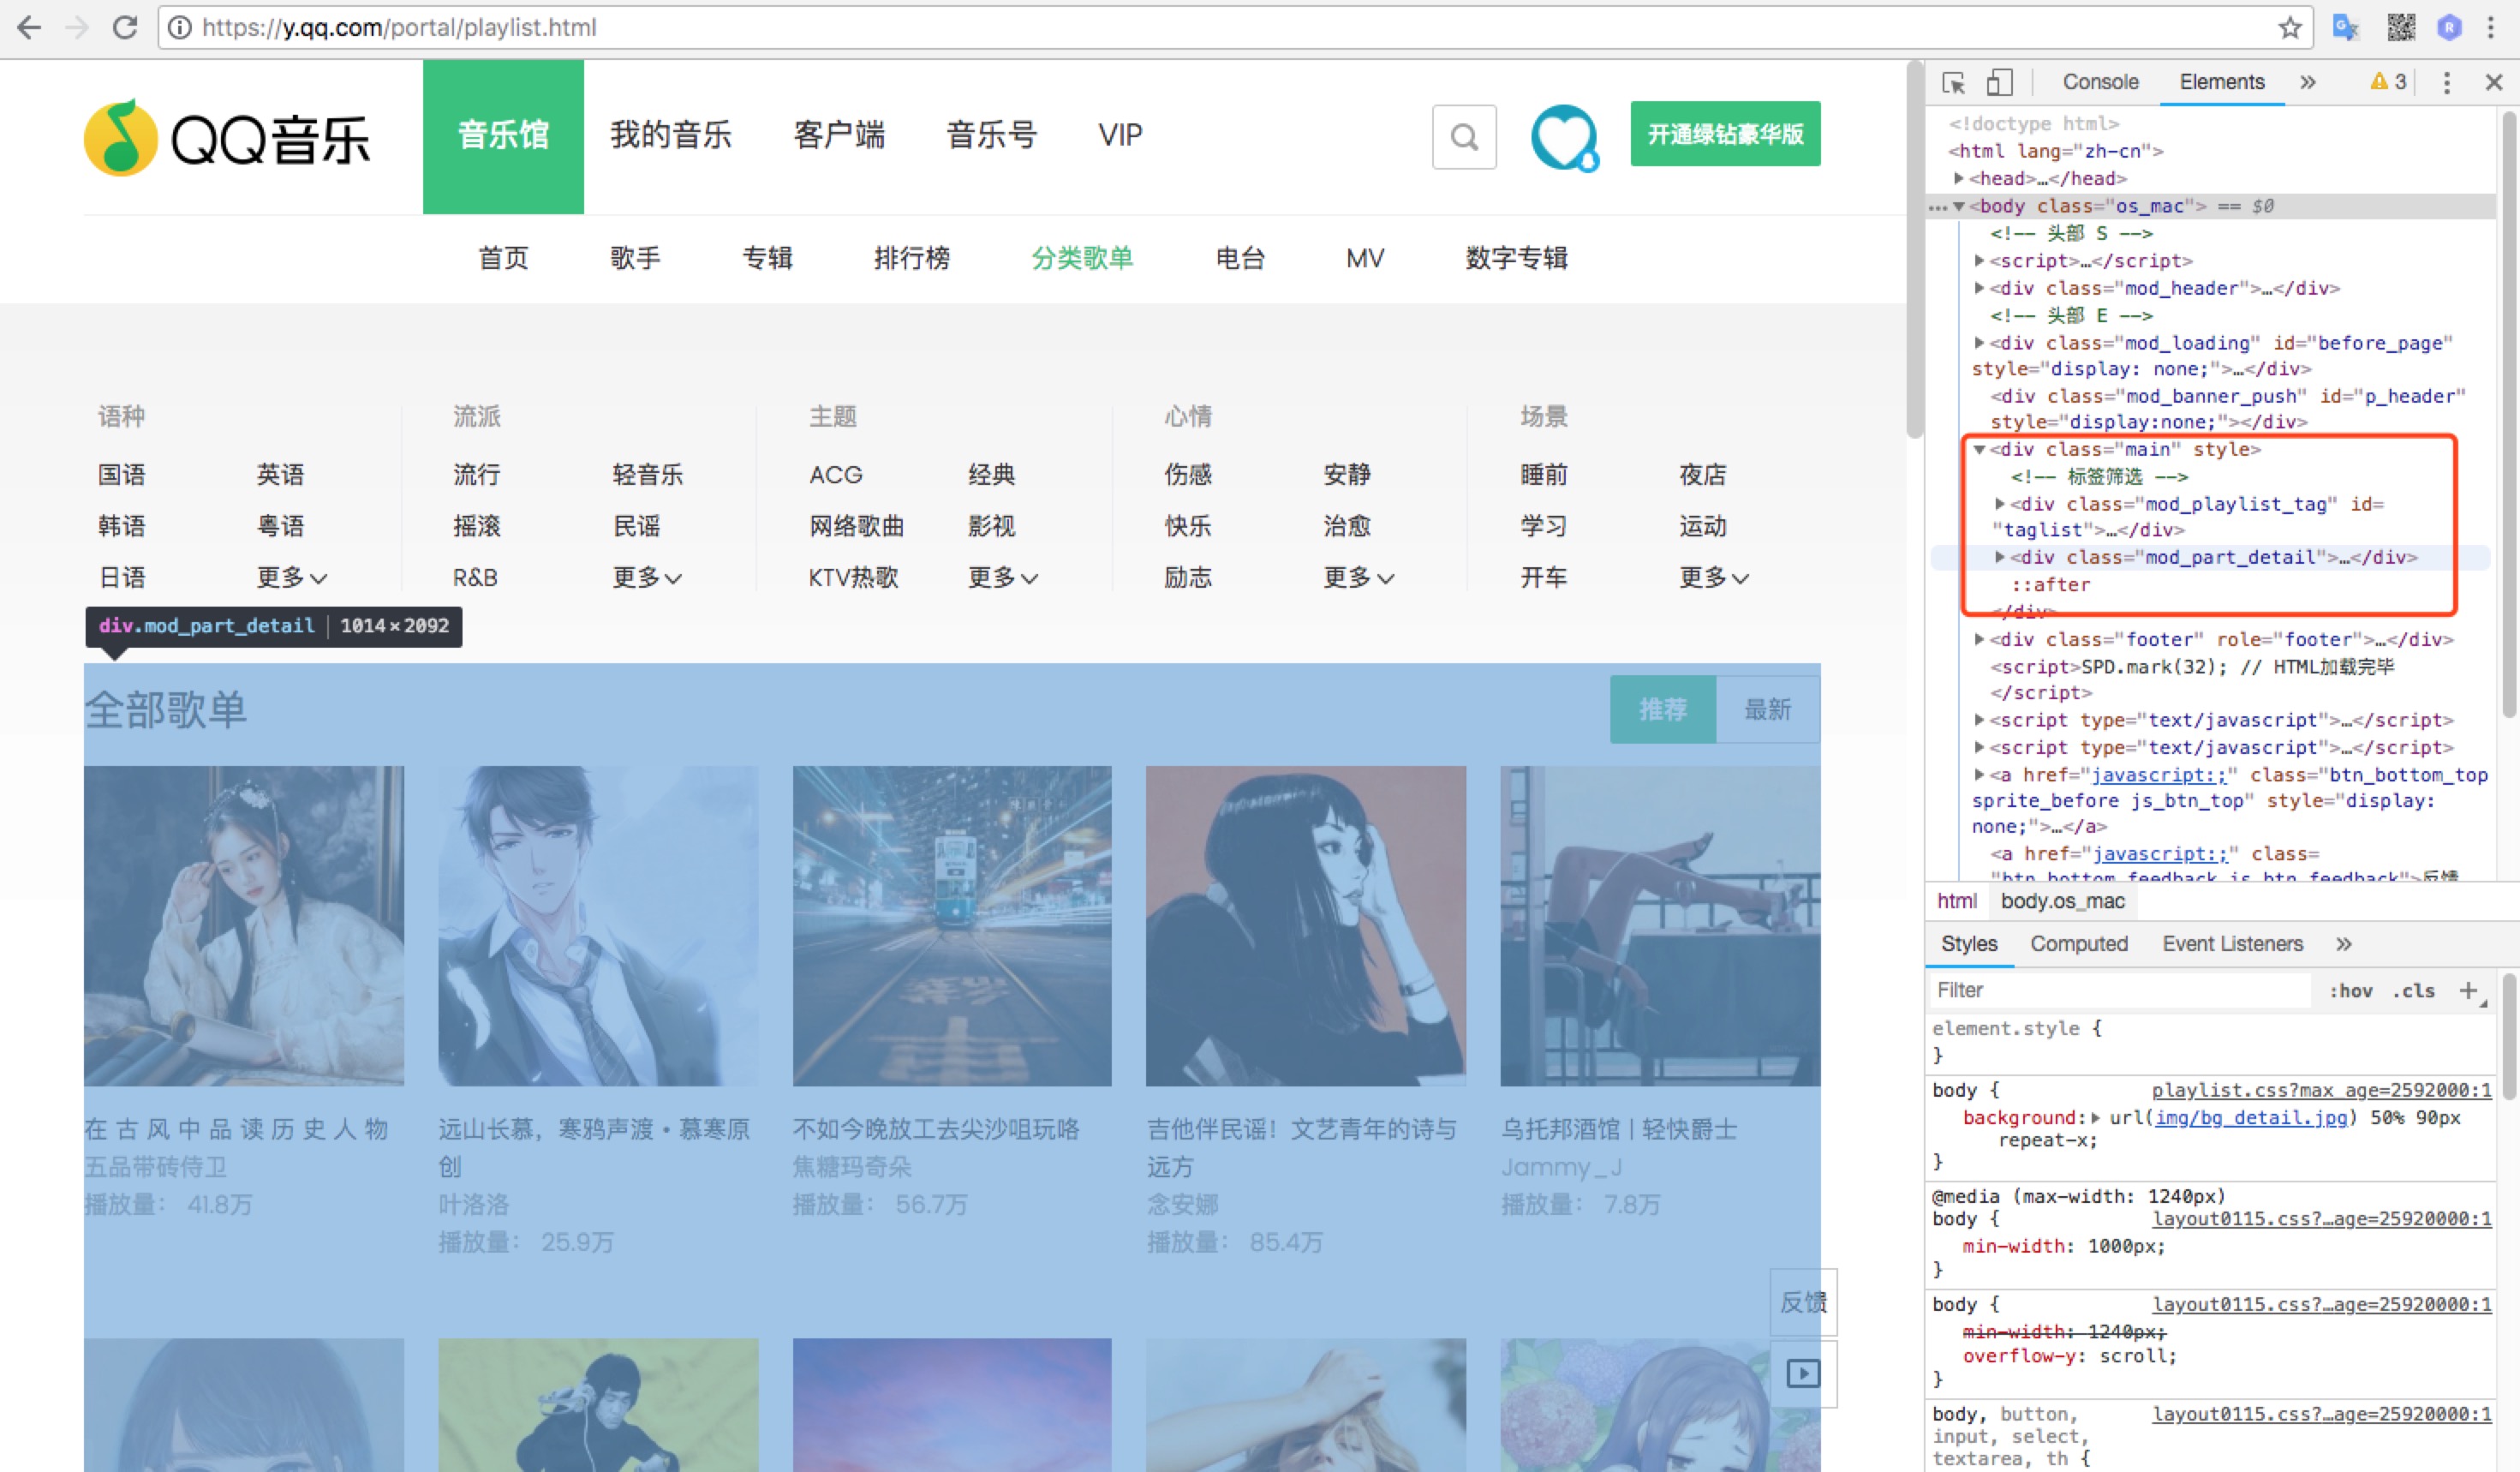 https://y.qq.com/portal/playlist.html
QQ音乐
音乐馆 我的音乐 客户端 音乐号 VIP
开通绿钻豪华版
首页 歌手 专辑 排行榜 分类歌单 电台 MV 数字专辑
语种 流派 主题 心情 场景
国语 英语 流行 轻音乐 ACG 经典 伤感 安静 睡前 夜店
韩语 粤语 摇滚 民谣 网络歌曲 影视 快乐 治愈 学习 运动
日语 更多 R&B 更多 KTV热歌 更多 励志 更多 开车 更多
div.mod_part_detail 1014×2092
全部歌单
推荐 最新
在 古 风 中 品 读 历 史 人 物
五品带砖侍卫
播放量： 41.8万
远山长慕，寒鸦声渡·慕寒原
创
叶洛洛
播放量： 25.9万
不如今晚放工去尖沙咀玩咯
焦糖玛奇朵
播放量： 56.7万
吉他伴民谣！文艺青年的诗与
远方
念安娜
播放量： 85.4万
乌托邦酒馆 | 轻快爵士
Jammy_J
播放量： 7.8万
反馈
Console Elements » 3
<!doctype html>
<html lang="zh-cn">
<head>…</head>
…<body class="os_mac"> == $0
<!-- 头部 S -->
<script>…</script>
<div class="mod_header">…</div>
<!-- 头部 E -->
<div class="mod_loading" id="before_page"
style="display: none;">…</div>
<div class="mod_banner_push" id="p_header"
style="display:none;"></div>
<div class="main" style>
<!-- 标签筛选 -->
<div class="mod_playlist_tag" id=
"taglist">…</div>
<div class="mod_part_detail">…</div>
::after
</div>
<div class="footer" role="footer">…</div>
<script>SPD.mark(32); // HTML加载完毕
</script>
<script type="text/javascript">…</script>
<script type="text/javascript">…</script>
<a href="javascript:;" class="btn_bottom_top
sprite_before js_btn_top" style="display:
none;">…</a>
<a href="javascript:;" class=
"btn_bottom_feedback js_btn_feedback">反馈
html body.os_mac
Styles Computed Event Listeners »
Filter :hov .cls +
element.style {
}
body { playlist.css?max_age=2592000:1
background: url(img/bg_detail.jpg) 50% 90px
repeat-x;
}
@media (max-width: 1240px)
body { layout0115.css?…age=25920000:1
min-width: 1000px;
}
body { layout0115.css?…age=25920000:1
min-width: 1240px;
overflow-y: scroll;
}
body, button, layout0115.css?…age=25920000:1
input, select,
textarea, th {